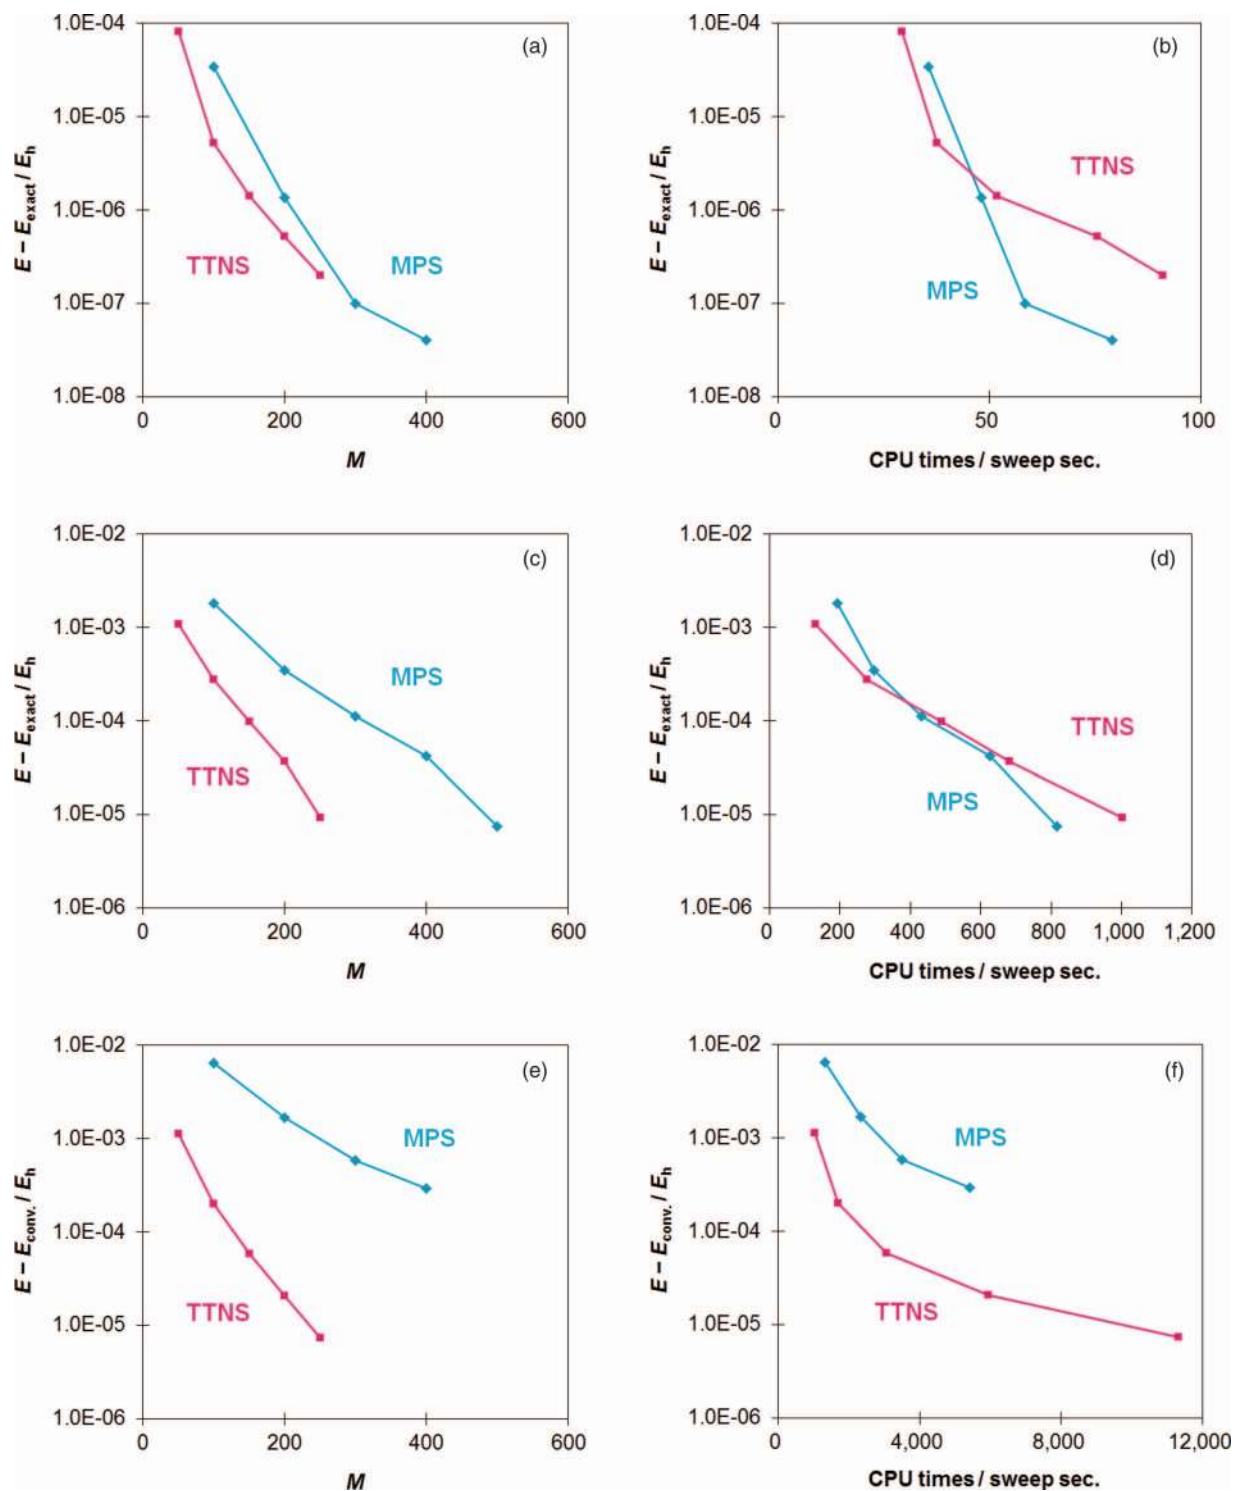 1.0E-04
(a)
1.0E-05
1.0E-06
1.0E-07
1.0E-08
E − Eexact / Eh
TTNS
MPS
0 200 400 600
M
1.0E-04
(b)
1.0E-05
1.0E-06
1.0E-07
1.0E-08
E − Eexact / Eh
TTNS
MPS
0 50 100
CPU times / sweep sec.
1.0E-02
(c)
1.0E-03
1.0E-04
1.0E-05
1.0E-06
E − Eexact / Eh
MPS
TTNS
0 200 400 600
M
1.0E-02
(d)
1.0E-03
1.0E-04
1.0E-05
1.0E-06
E − Eexact / Eh
TTNS
MPS
0 200 400 600 800 1,000 1,200
CPU times / sweep sec.
1.0E-02
(e)
1.0E-03
1.0E-04
1.0E-05
1.0E-06
E − Econv. / Eh
MPS
TTNS
0 200 400 600
M
1.0E-02
(f)
1.0E-03
1.0E-04
1.0E-05
1.0E-06
E − Econv. / Eh
MPS
TTNS
0 4,000 8,000 12,000
CPU times / sweep sec.